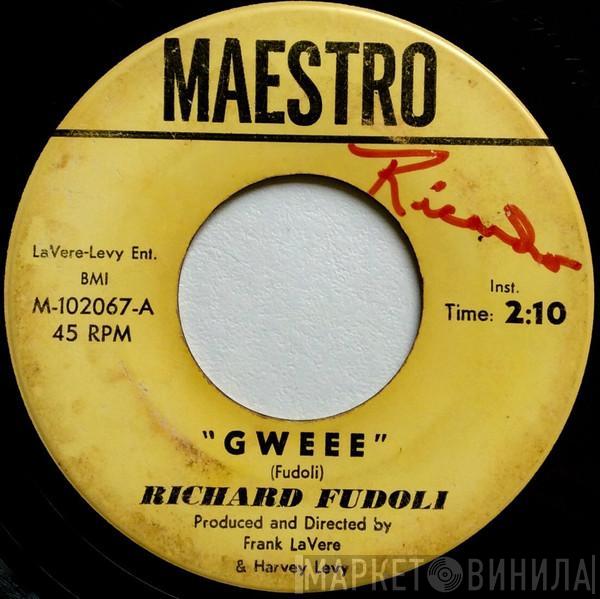 MAESTRO
Ricardo
LaVere-Levy Ent.
BMI
M-102067-A
45 RPM
Inst.
Time: 2:10
"GWEEE"
(Fudoli)
RICHARD FUDOLI
Produced and Directed by
Frank LaVere
& Harvey Levy
МАРКЕТ ВИНИЛА